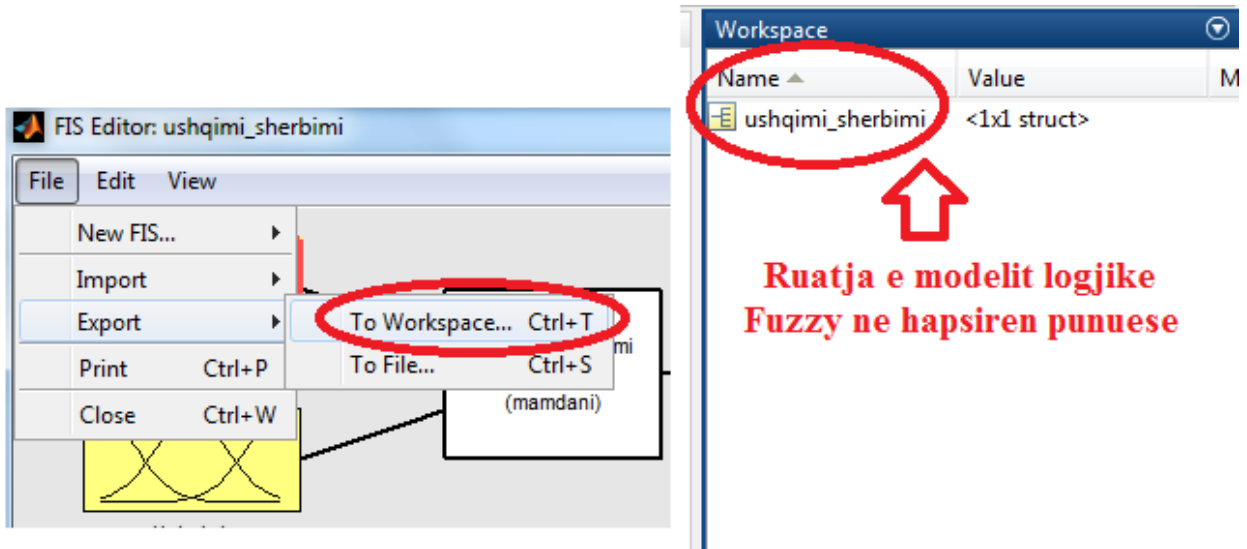 FIS Editor: ushqimi_sherbimi
File Edit View
New FIS...
Import
Export
Print Ctrl+P
Close Ctrl+W
To Workspace... Ctrl+T
To File... Ctrl+S
mi
(mamdani)
Workspace
Name Value M
ushqimi_sherbimi <1x1 struct>
Ruatja e modelit logjike
Fuzzy ne hapsiren punuese